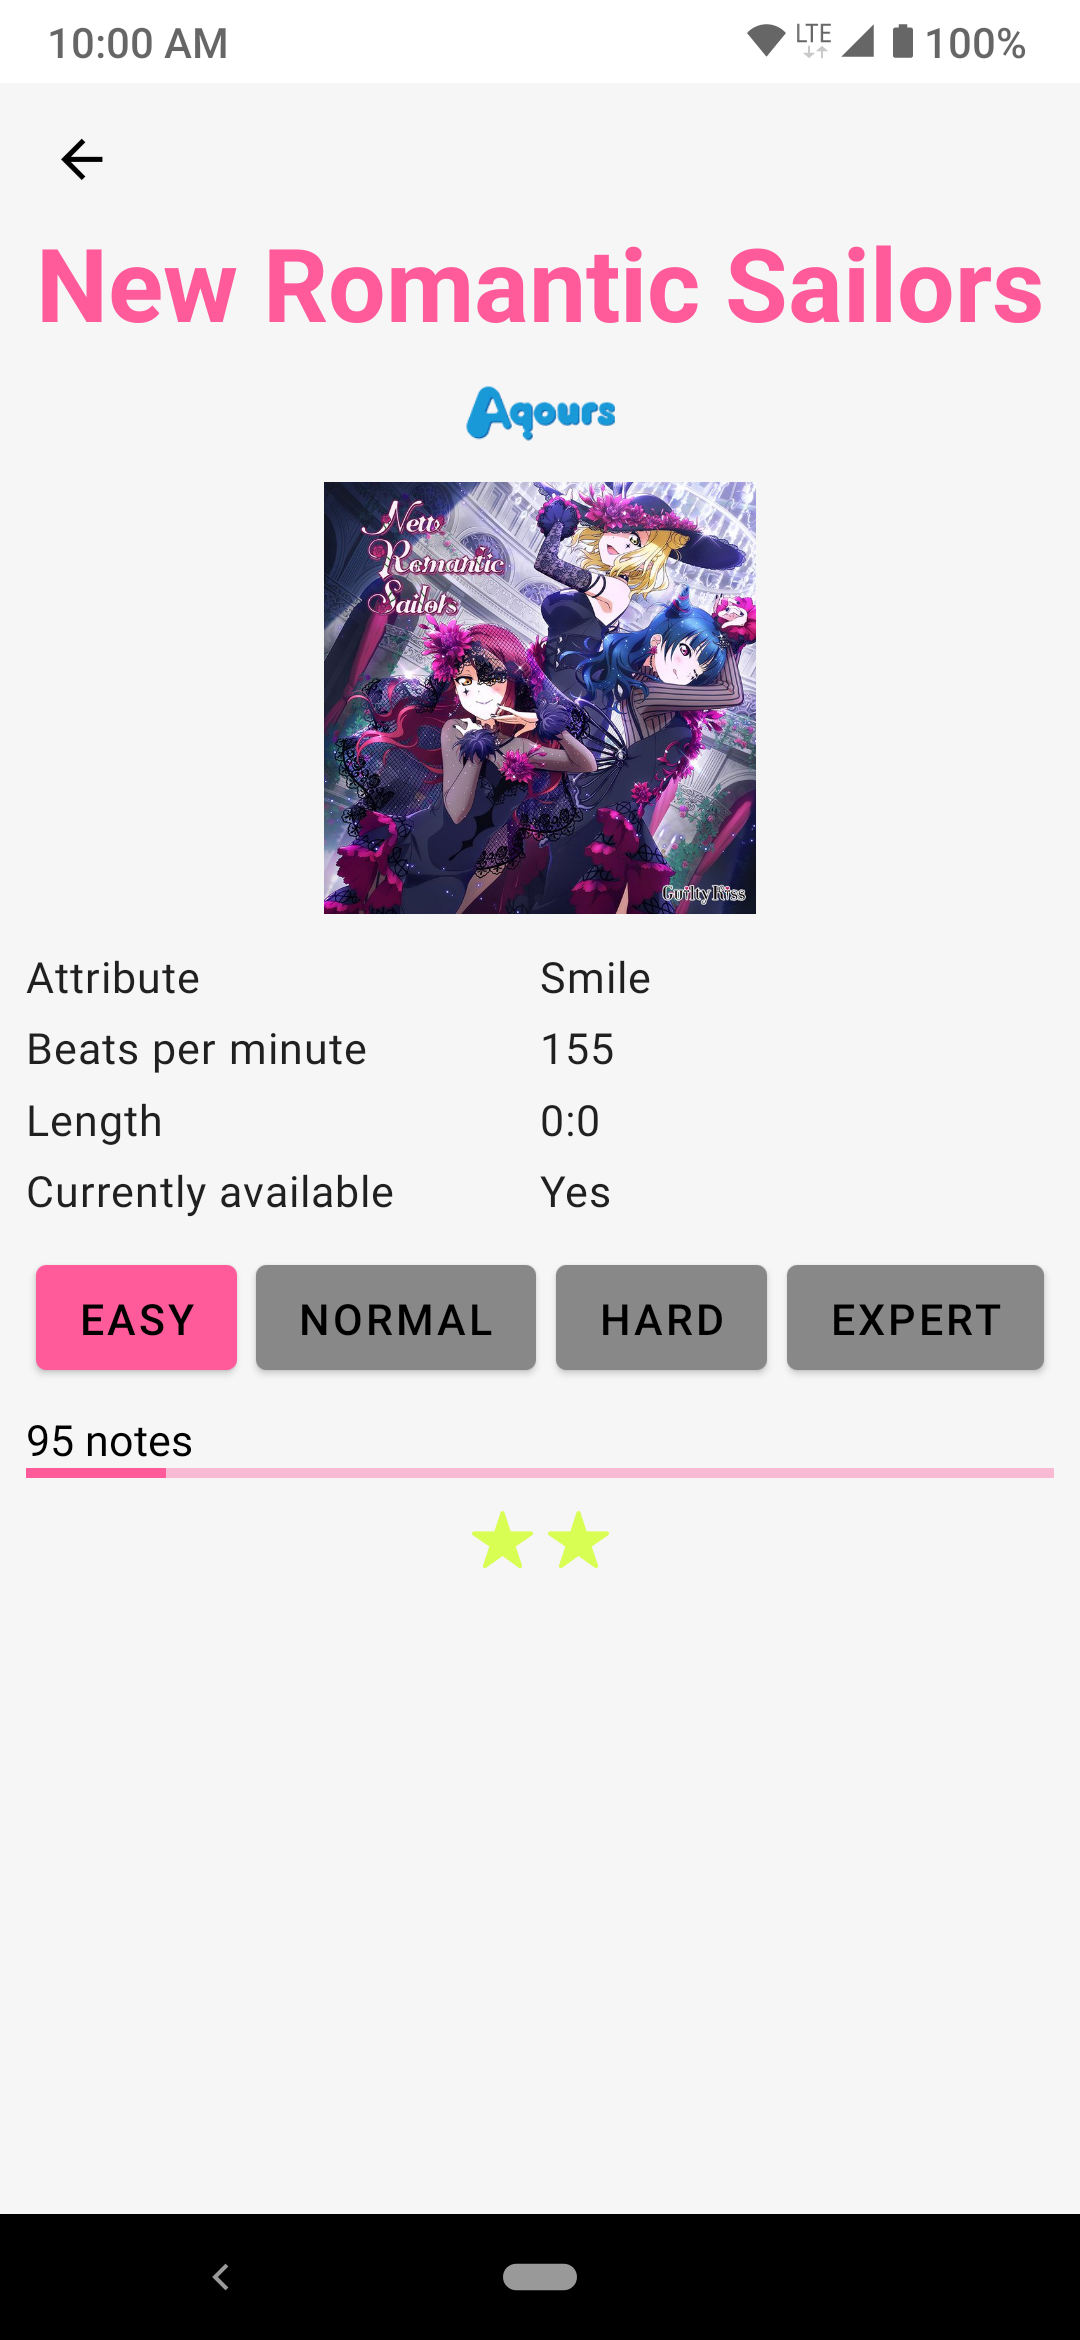 10:00 AM
LTE
100%
New Romantic Sailors
Aqours
New
Romantic
Sailors
Guilty Kiss
Attribute
Smile
Beats per minute
155
Length
0:0
Currently available
Yes
EASY
NORMAL
HARD
EXPERT
95 notes